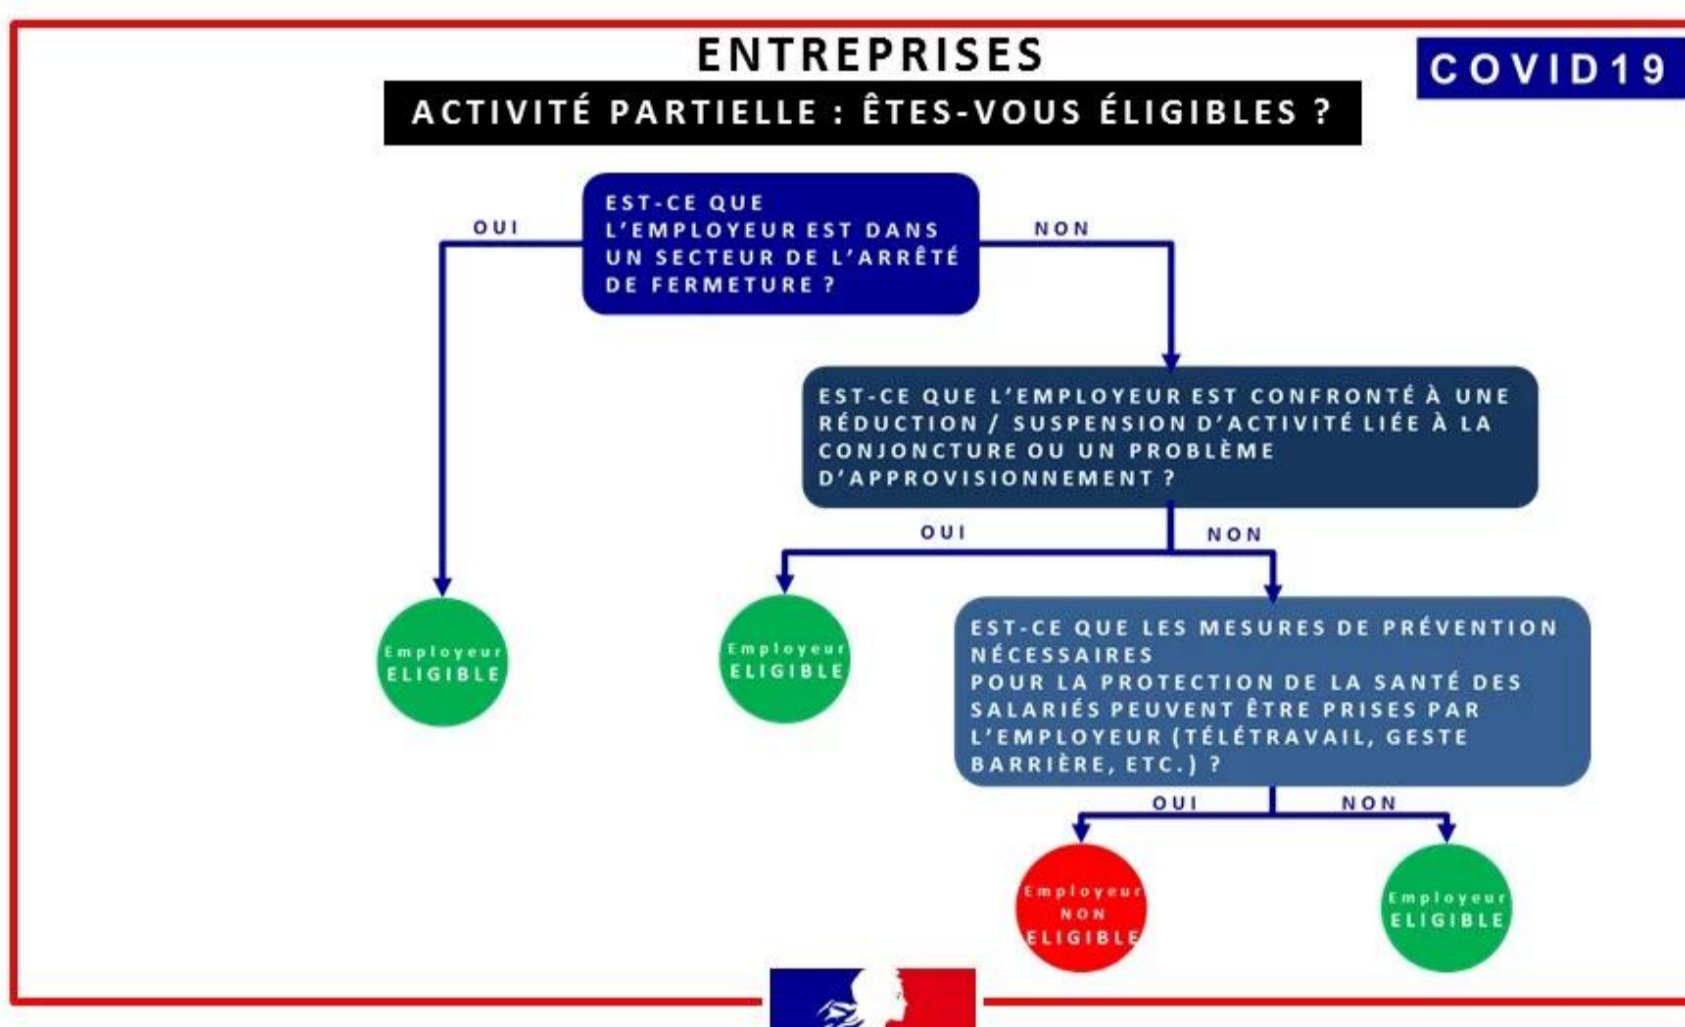 ENTREPRISES
COVID19
ACTIVITÉ PARTIELLE : ÊTES-VOUS ÉLIGIBLES ?
EST-CE QUE
L'EMPLOYEUR EST DANS
UN SECTEUR DE L'ARRÊTÉ
DE FERMETURE ?
OUI
NON
EST-CE QUE L'EMPLOYEUR EST CONFRONTÉ À UNE
RÉDUCTION / SUSPENSION D'ACTIVITÉ LIÉE À LA
CONJONCTURE OU UN PROBLÈME
D'APPROVISIONNEMENT ?
OUI
NON
Employeur
ELIGIBLE
Employeur
ELIGIBLE
EST-CE QUE LES MESURES DE PRÉVENTION
NÉCESSAIRES
POUR LA PROTECTION DE LA SANTÉ DES
SALARIÉS PEUVENT ÊTRE PRISES PAR
L'EMPLOYEUR (TÉLÉTRAVAIL, GESTE
BARRIÈRE, ETC.) ?
OUI
NON
Employeur
NON
ELIGIBLE
Employeur
ELIGIBLE